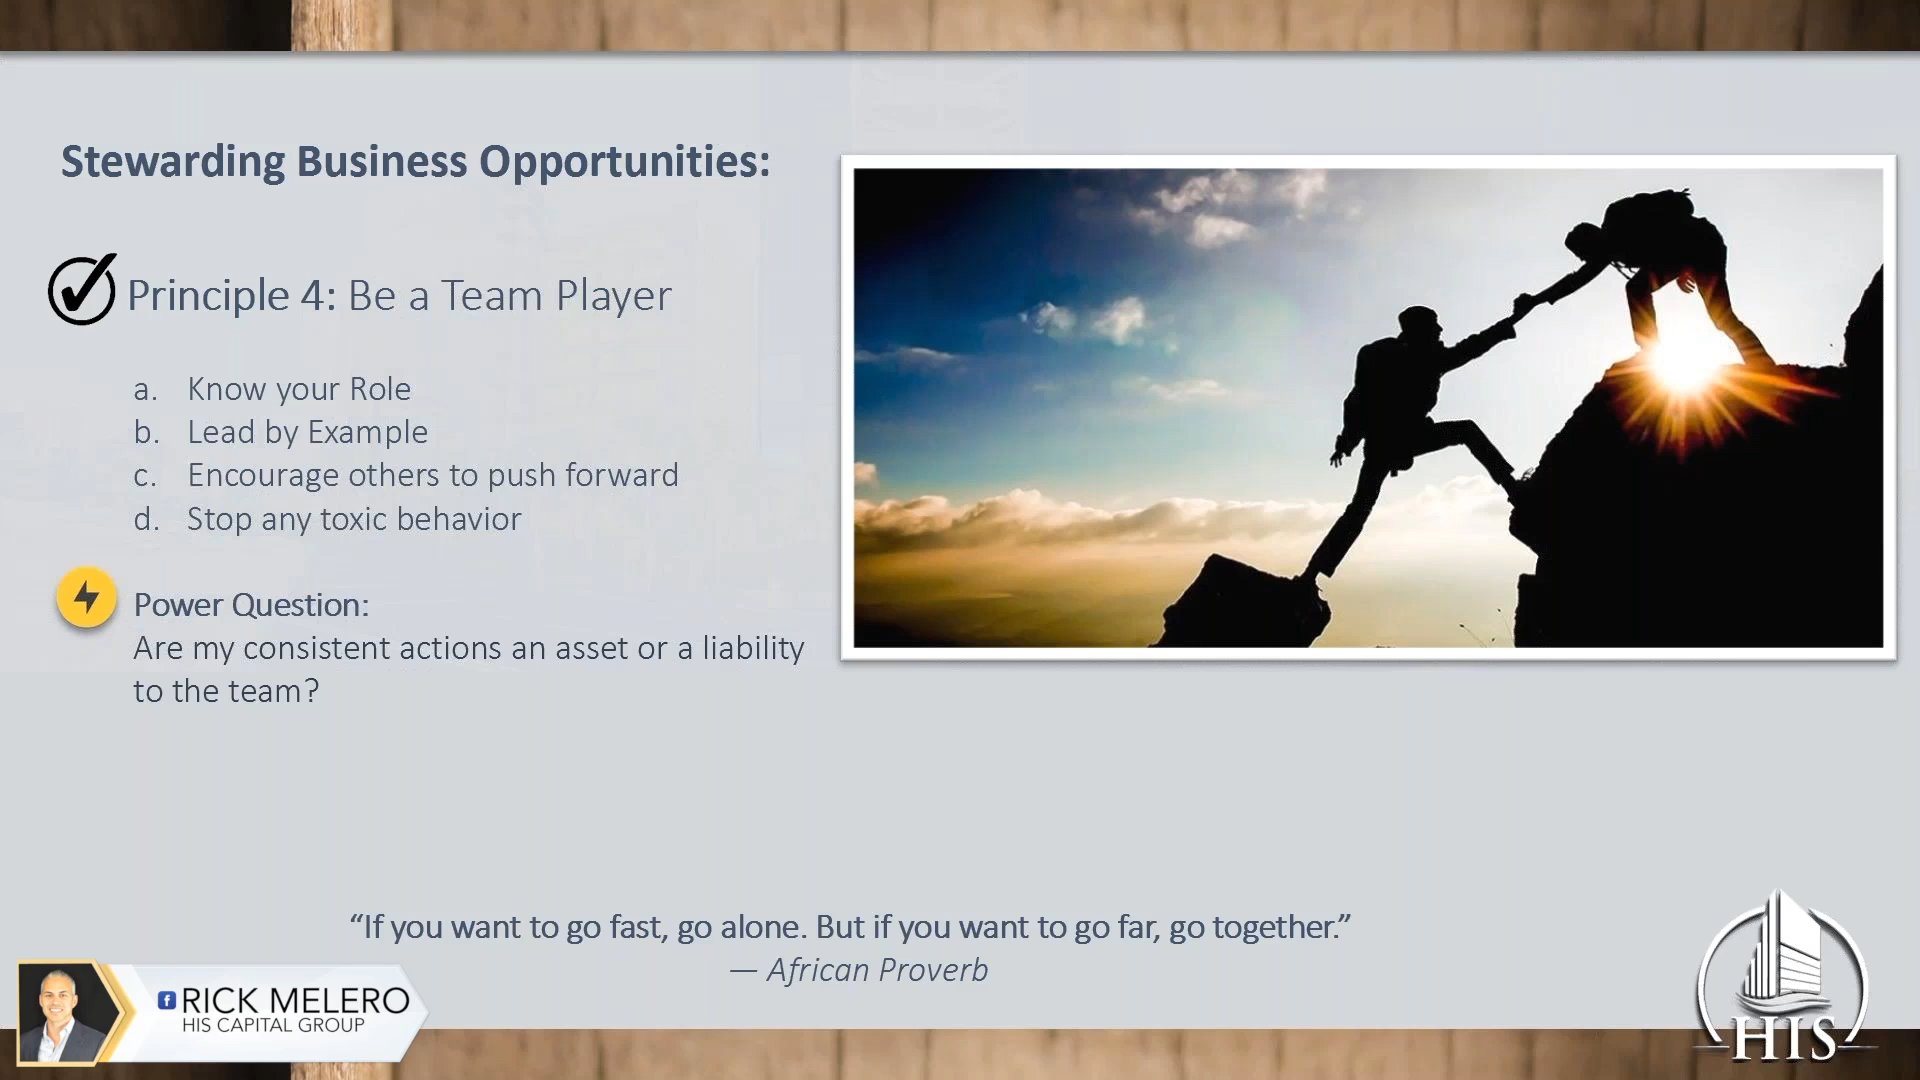 Stewarding Business Opportunities:
Principle 4: Be a Team Player
a. Know your Role
b. Lead by Example
c. Encourage others to push forward
d. Stop any toxic behavior
Power Question:
Are my consistent actions an asset or a liability
to the team?
“If you want to go fast, go alone. But if you want to go far, go together.”
— African Proverb
f RICK MELERO
HIS CAPITAL GROUP
HIS